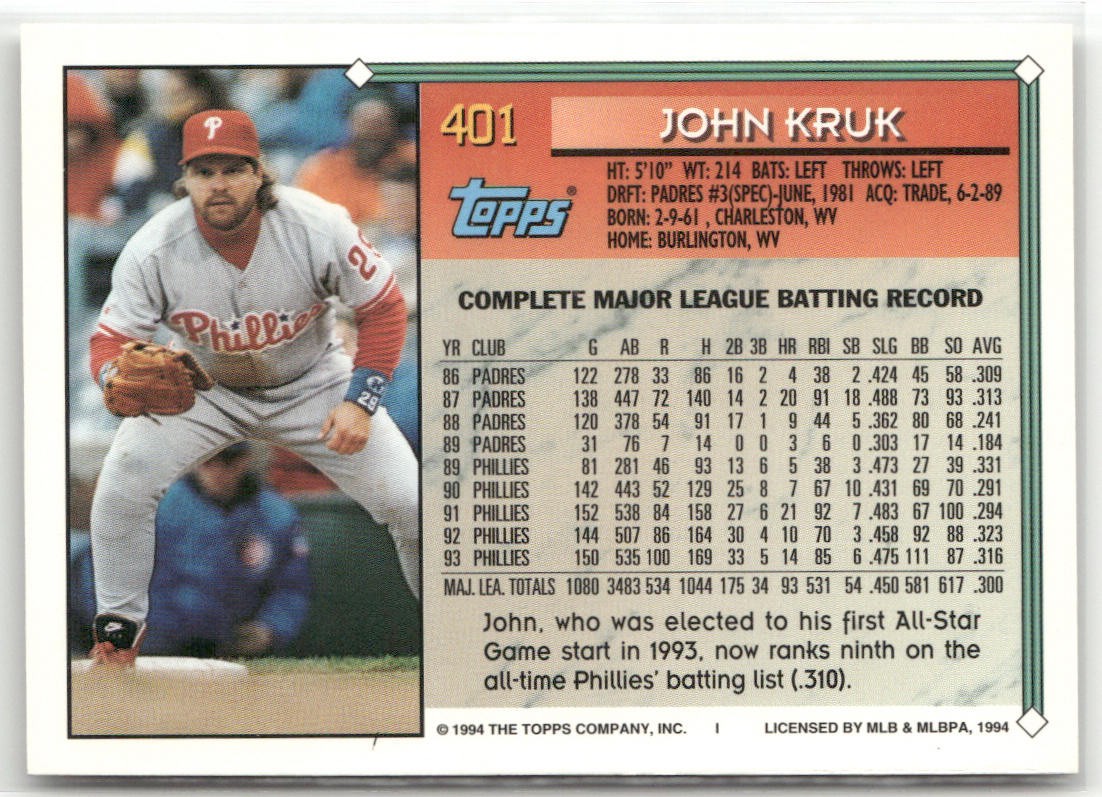 401
JOHN KRUK
Topps®
HT: 5'10" WT: 214 BATS: LEFT THROWS: LEFT
DRFT: PADRES #3(SPEC)-JUNE, 1981 ACQ: TRADE, 6-2-89
BORN: 2-9-61 , CHARLESTON, WV
HOME: BURLINGTON, WV
P
29
Phillies
29
COMPLETE MAJOR LEAGUE BATTING RECORD
YR CLUB G AB R H 2B 3B HR RBI SB SLG BB SO AVG
86 PADRES 122 278 33 86 16 2 4 38 2 .424 45 58 .309
87 PADRES 138 447 72 140 14 2 20 91 18 .488 73 93 .313
88 PADRES 120 378 54 91 17 1 9 44 5 .362 80 68 .241
89 PADRES 31 76 7 14 0 0 3 6 0 .303 17 14 .184
89 PHILLIES 81 281 46 93 13 6 5 38 3 .473 27 39 .331
90 PHILLIES 142 443 52 129 25 8 7 67 10 .431 69 70 .291
91 PHILLIES 152 538 84 158 27 6 21 92 7 .483 67 100 .294
92 PHILLIES 144 507 86 164 30 4 10 70 3 .458 92 88 .323
93 PHILLIES 150 535 100 169 33 5 14 85 6 .475 111 87 .316
MAJ. LEA. TOTALS 1080 3483 534 1044 175 34 93 531 54 .450 581 617 .300
John, who was elected to his first All-Star
Game start in 1993, now ranks ninth on the
all-time Phillies' batting list (.310).
© 1994 THE TOPPS COMPANY, INC. I LICENSED BY MLB & MLBPA, 1994